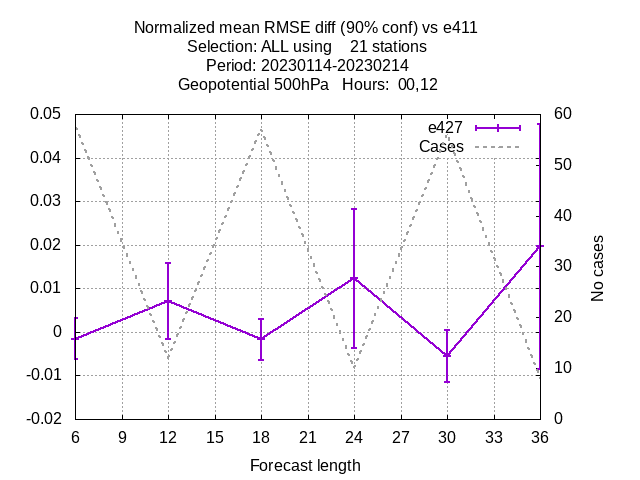 Normalized mean RMSE diff (90% conf) vs e411
Selection: ALL using    21 stations
Period: 20230114-20230214
Geopotential 500hPa   Hours:  00,12
e427
Cases
0.05
0.04
0.03
0.02
0.01
0
-0.01
-0.02
60
50
40
30
20
10
0
No cases
6 9 12 15 18 21 24 27 30 33 36
Forecast length